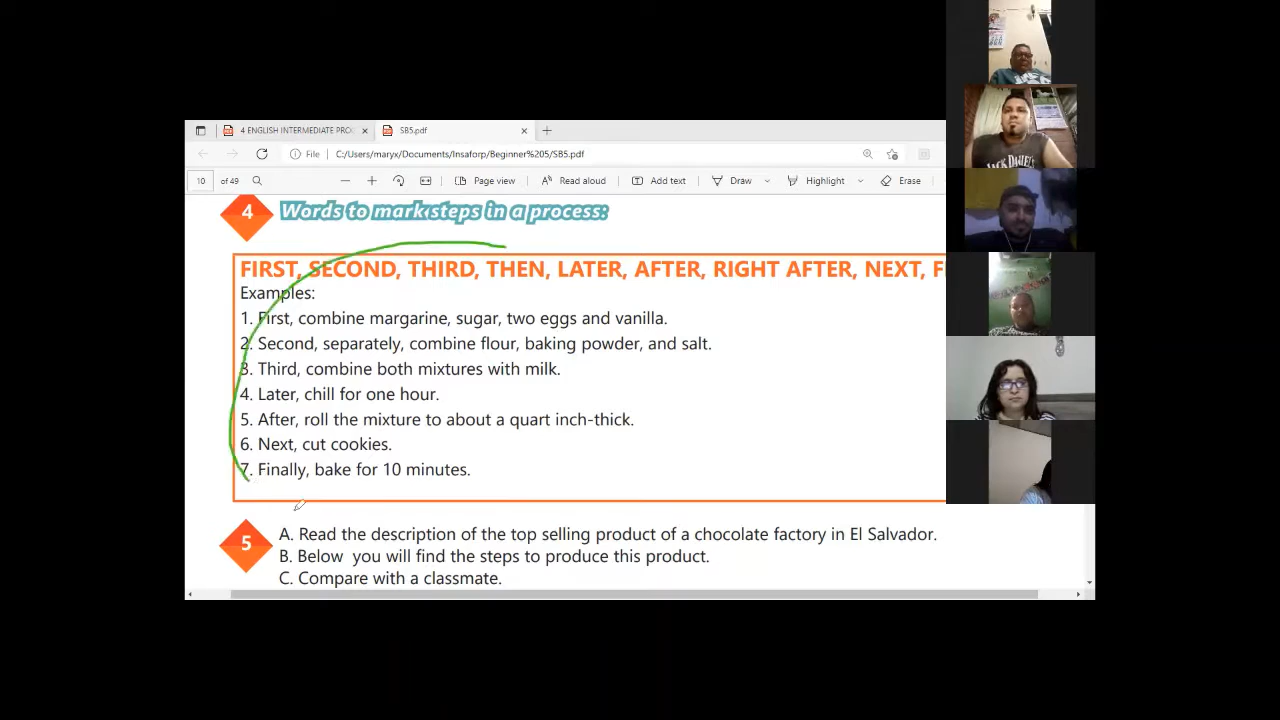 4 ENGLISH INTERMEDIATE PRO
SB5.pdf
File
C:/Users/maryx/Documents/Insaforp/Beginner%205/SB5.pdf
10 of 49
Page view
Read aloud
Add text
Draw
Highlight
Erase
4 Words to mark steps in a process:
FIRST, SECOND, THIRD, THEN, LATER, AFTER, RIGHT AFTER, NEXT, F
Examples:
1. First, combine margarine, sugar, two eggs and vanilla.
2. Second, separately, combine flour, baking powder, and salt.
3. Third, combine both mixtures with milk.
4. Later, chill for one hour.
5. After, roll the mixture to about a quart inch-thick.
6. Next, cut cookies.
7. Finally, bake for 10 minutes.
5 A. Read the description of the top selling product of a chocolate factory in El Salvador.
B. Below you will find the steps to produce this product.
C. Compare with a classmate.